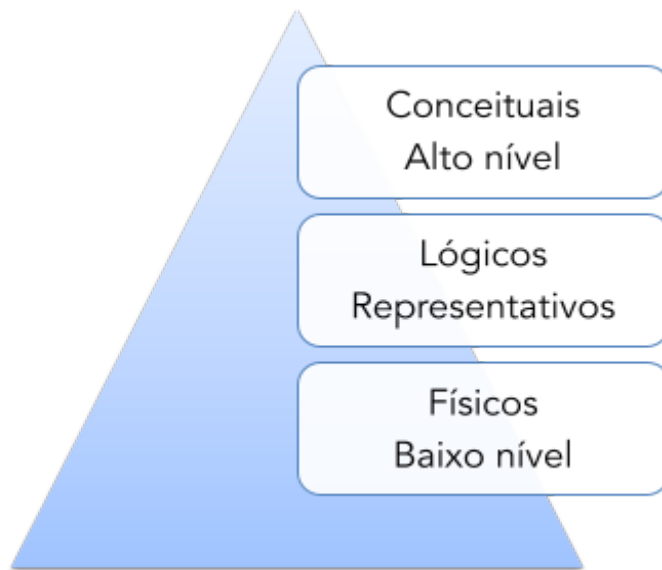 Conceituais
Alto nível
Lógicos
Representativos
Físicos
Baixo nível